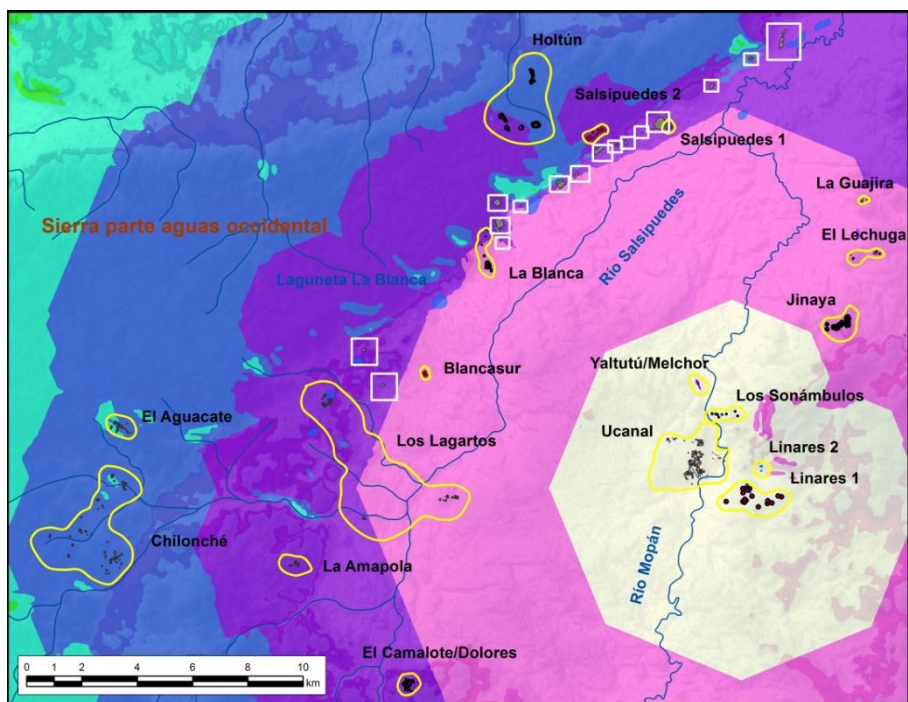 Holtún
Salsipuedes 2
Salsipuedes 1
La Guajira
Sierra parte aguas occidental
Río Salsipuedes
El Lechuga
La Blanca
Laguneta La Blanca
Jinaya
Blancasur
Yaltutú/Melchor
Los Sonámbulos
El Aguacate
Los Lagartos
Ucanal
Linares 2
Linares 1
Chilonché
La Amapola
Río Mopán
El Camalote/Dolores
0 1 2 4 6 8 10
km